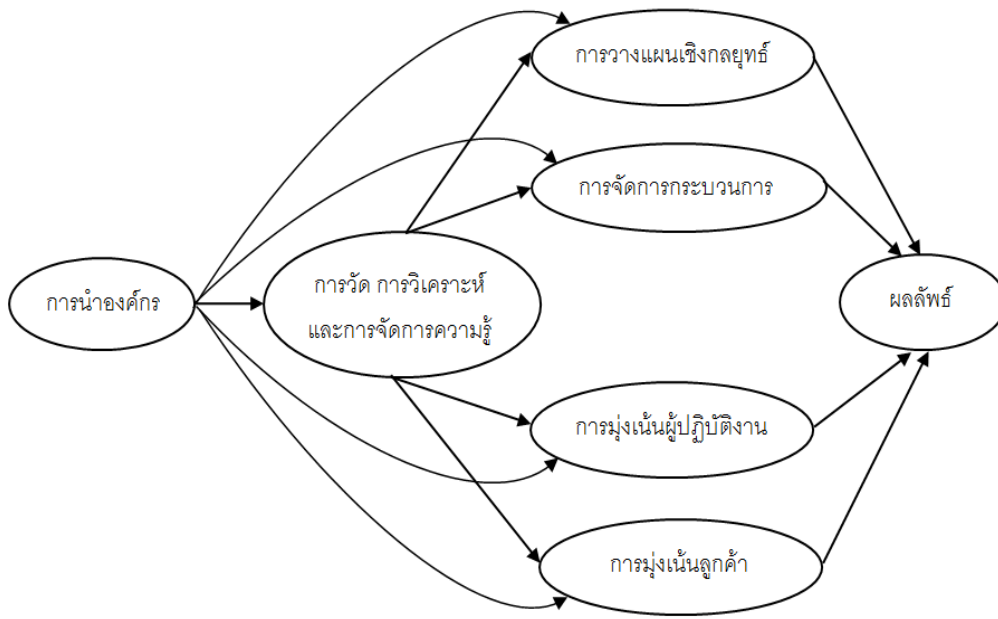 การวางแผนเชิงกลยุทธ์
การจัดการกระบวนการ
การนำองค์กร
การวัด การวิเคราะห์
และการจัดการความรู้
ผลลัพธ์
การมุ่งเน้นผู้ปฏิบัติงาน
การมุ่งเน้นลูกค้า